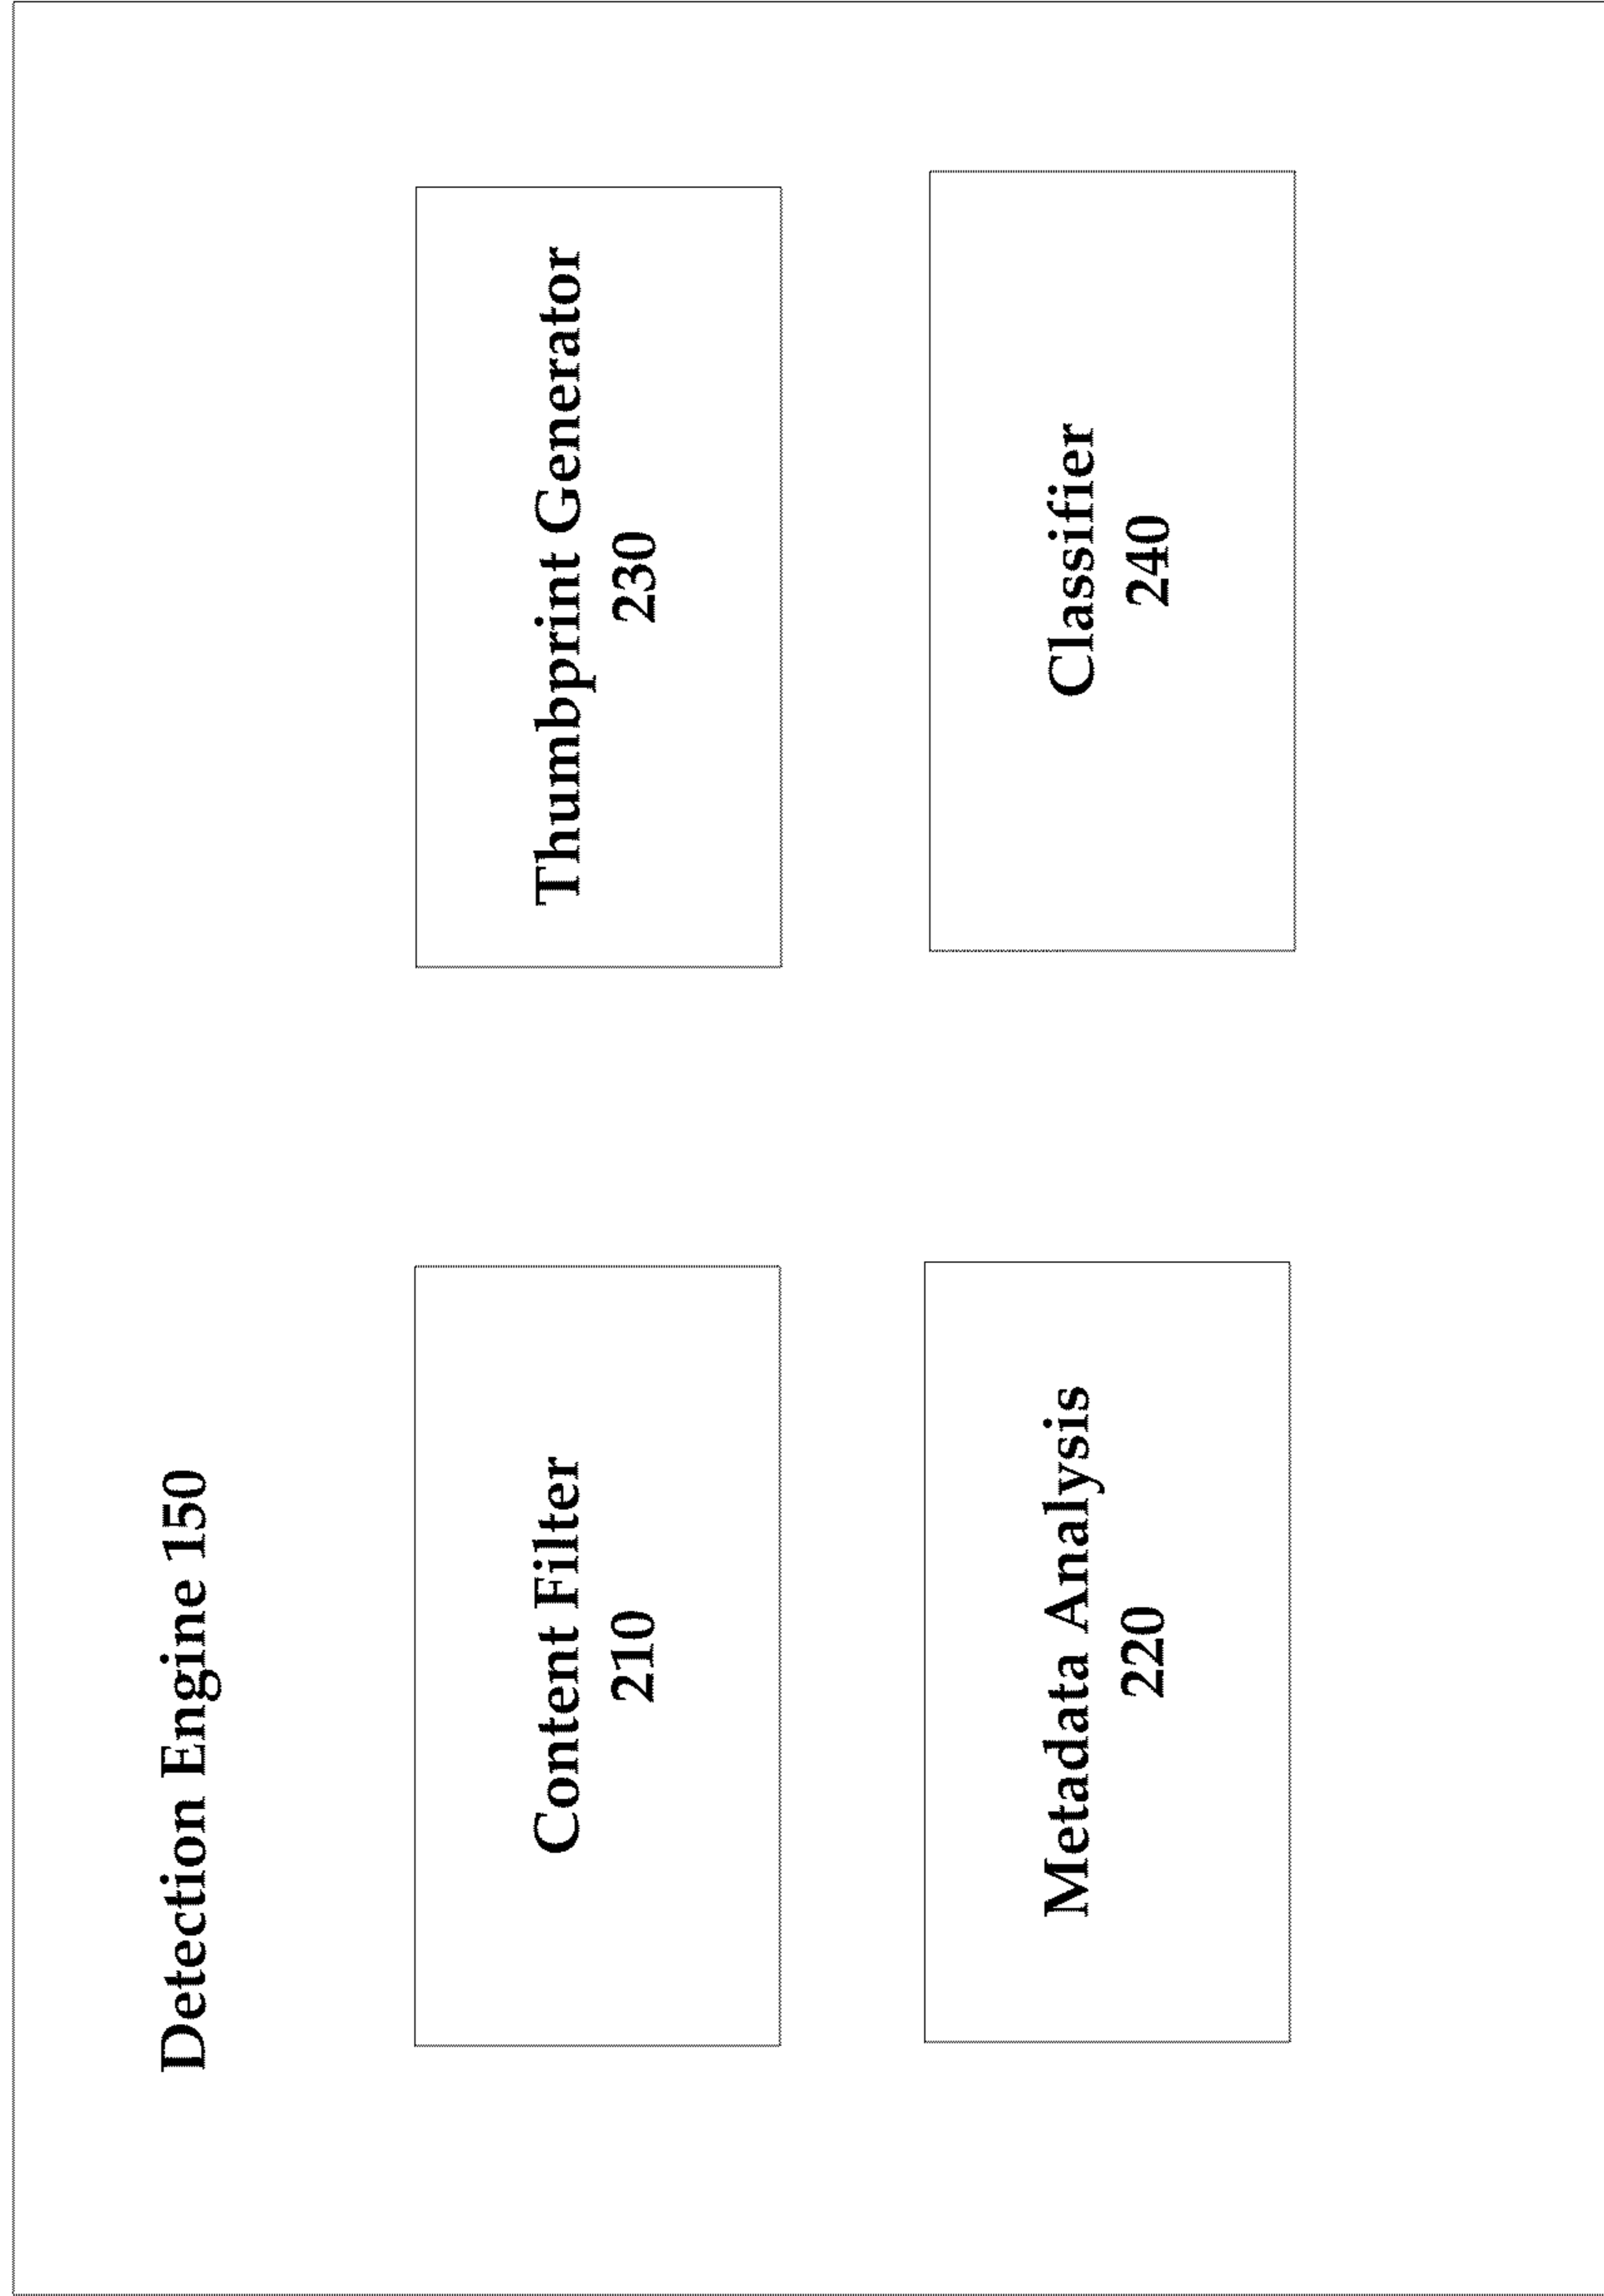 Detection Engine 150
Content Filter
210
Thumbprint Generator
230
Metadata Analysis
220
Classifier
240